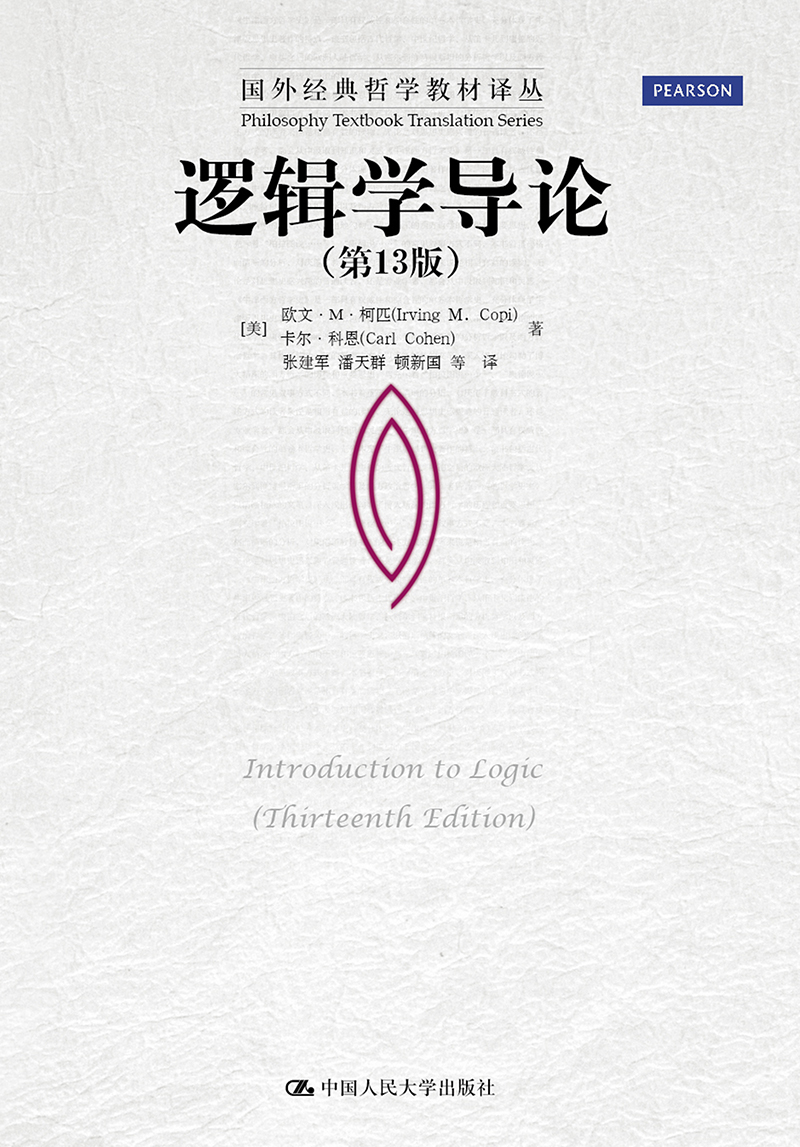 国外经典哲学教材译丛
Philosophy Textbook Translation Series
PEARSON
逻辑学导论
（第13版）
[美] 欧文·M·柯匹(Irving M. Copi)
卡尔·科恩(Carl Cohen) 著
张建军 潘天群 顿新国 等 译
Introduction to Logic
(Thirteenth Edition)
中国人民大学出版社